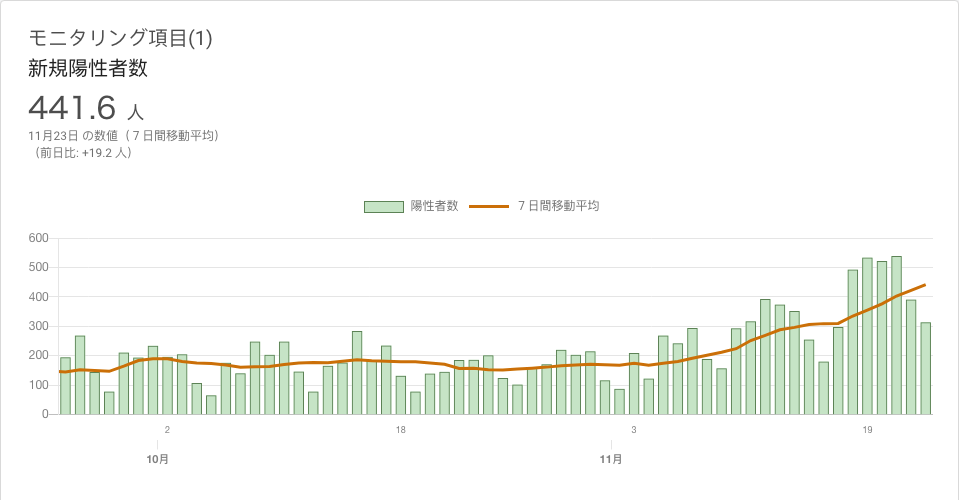 モニタリング項目(1)
新規陽性者数
441.6 人
11月23日 の数値（７日間移動平均）
（前日比: +19.2 人）
陽性者数 ７日間移動平均
600
500
400
300
200
100
0
2 18 3 19
10月 11月